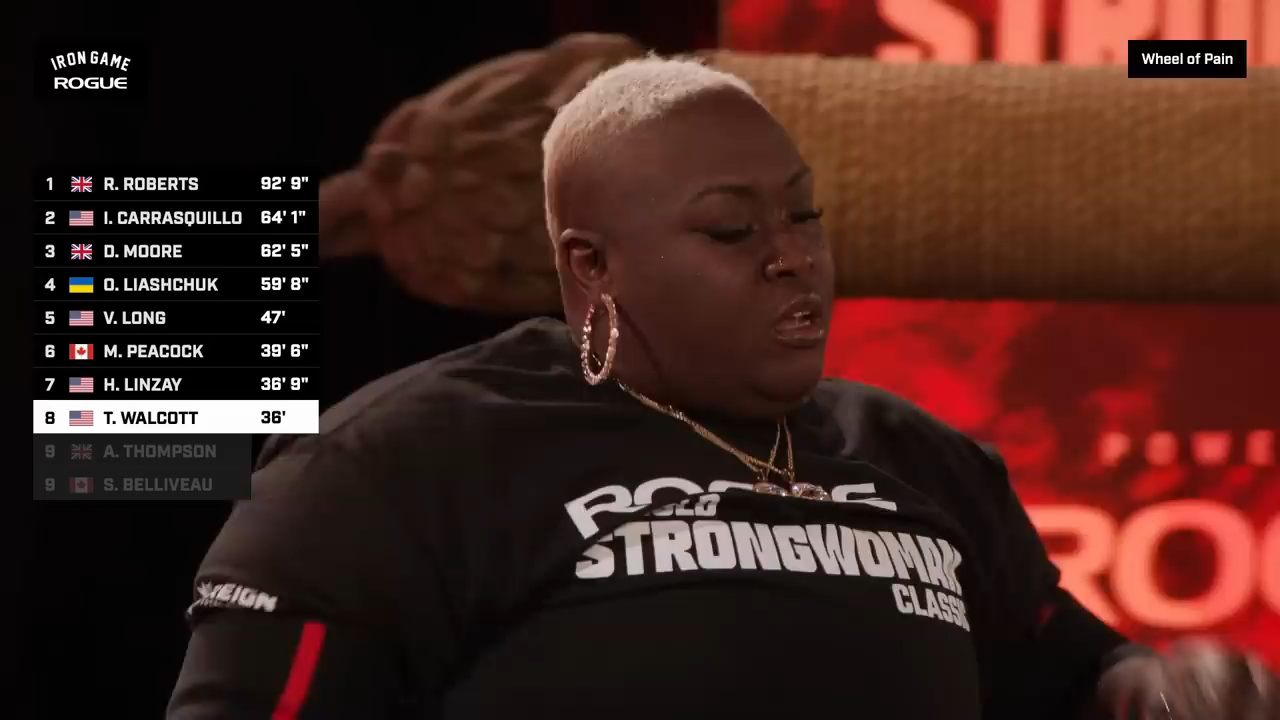 IRON GAME
ROGUE
Wheel of Pain
1 R. ROBERTS 92' 9"
2 I. CARRASQUILLO 64' 1"
3 D. MOORE 62' 5"
4 O. LIASHCHUK 59' 8"
5 V. LONG 47'
6 M. PEACOCK 39' 6"
7 H. LINZAY 36' 9"
8 T. WALCOTT 36'
9 A. THOMPSON
9 S. BELLIVEAU
ROGUE
STRONGWOMAN
CLASSIC
REIGN